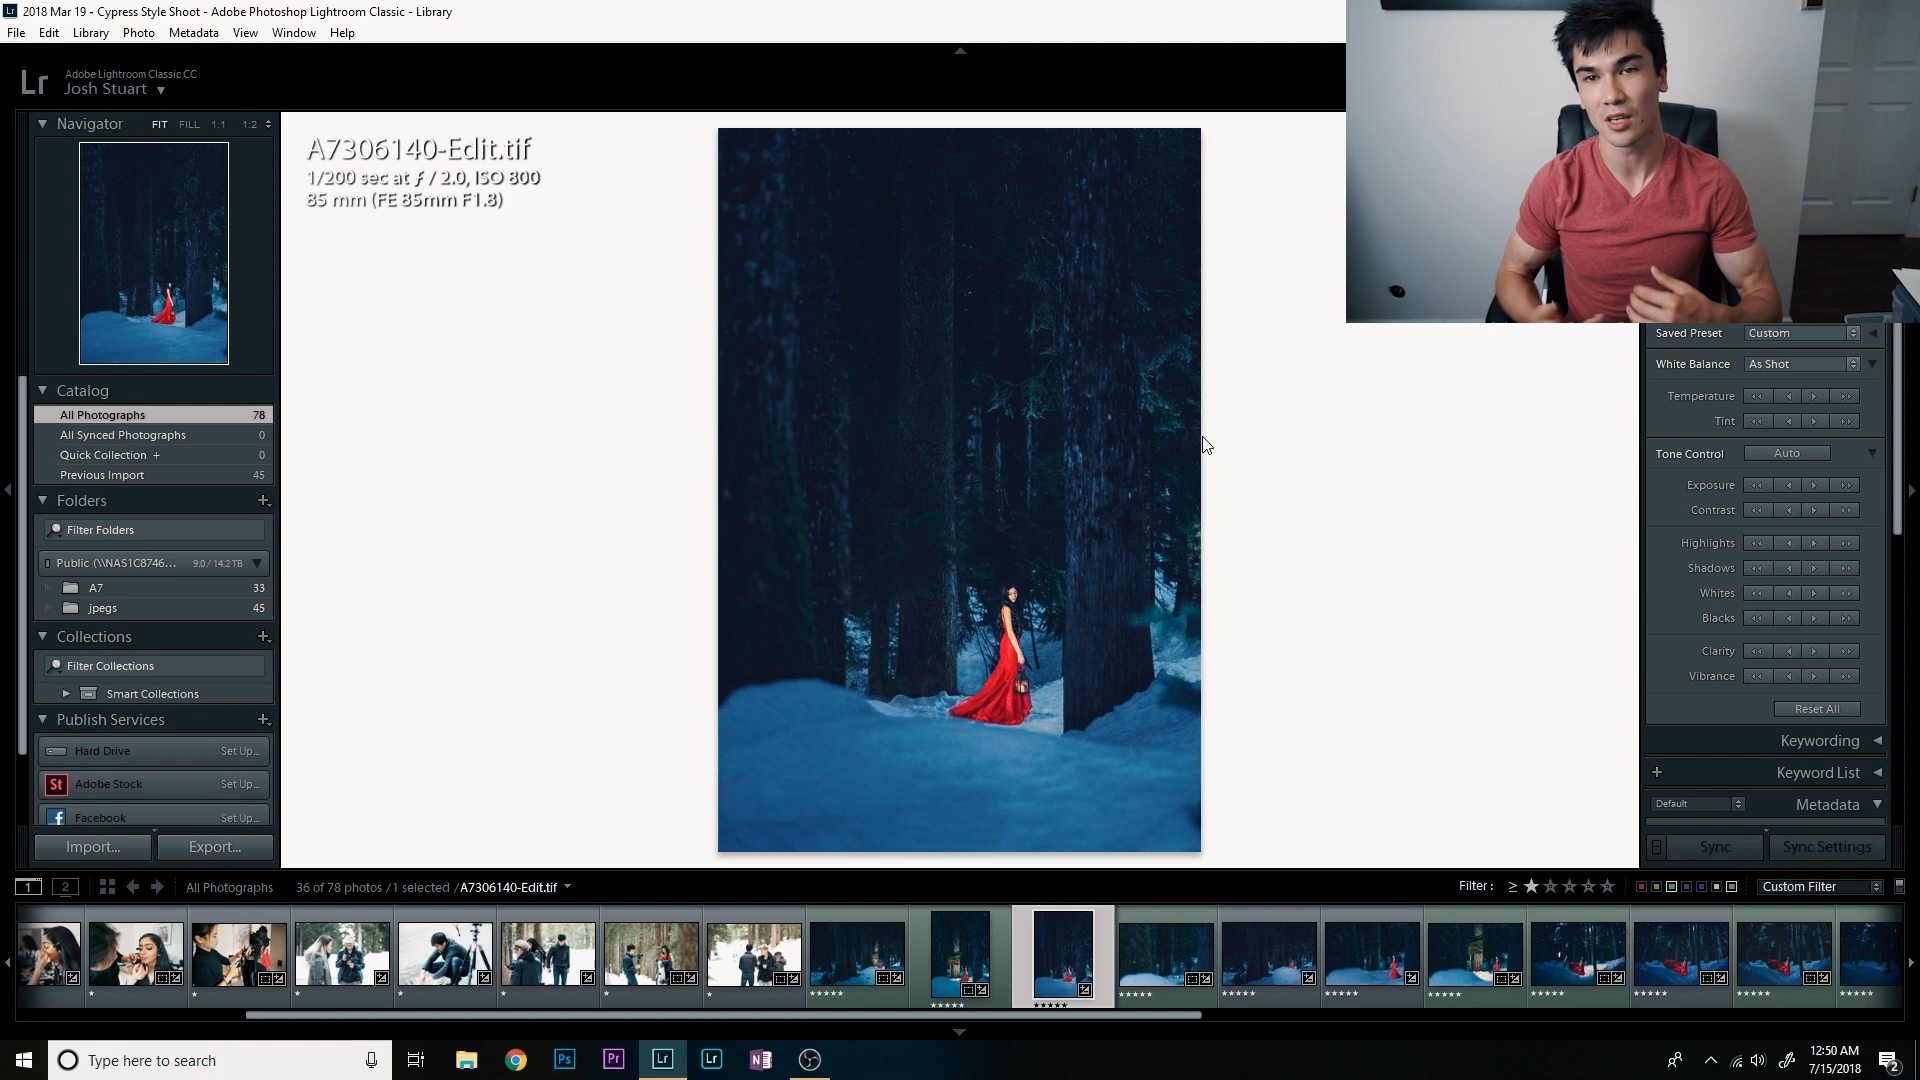 2018 Mar 19 - Cypress Style Shoot - Adobe Photoshop Lightroom Classic - Library
File Edit Library Photo Metadata View Window Help
Lr
Adobe Lightroom Classic CC
Josh Stuart
Navigator FIT FILL 1:1 1:2
A7306140-Edit.tif
1/200 sec at ƒ / 2.0, ISO 800
85 mm (FE 85mm F1.8)
Catalog
All Photographs 78
All Synced Photographs 0
Quick Collection + 0
Previous Import 45
Folders
Filter Folders
Public (\\NAS1C8746... 9.0 / 14.2 TB
A7 33
jpegs 45
Collections
Filter Collections
Smart Collections
Publish Services
Hard Drive Set Up...
St Adobe Stock Set Up...
f Facebook Set Up...
Import... Export...
Saved Preset Custom
White Balance As Shot
Temperature
Tint
Tone Control Auto
Exposure
Contrast
Highlights
Shadows
Whites
Blacks
Clarity
Vibrance
Reset All
Keywording
Keyword List
Default Metadata
Sync Sync Settings
1 2 All Photographs 36 of 78 photos / 1 selected / A7306140-Edit.tif Filter : ≥ Custom Filter
Type here to search Ps Pr Lr Lr N
12:50 AM
7/15/2018
2